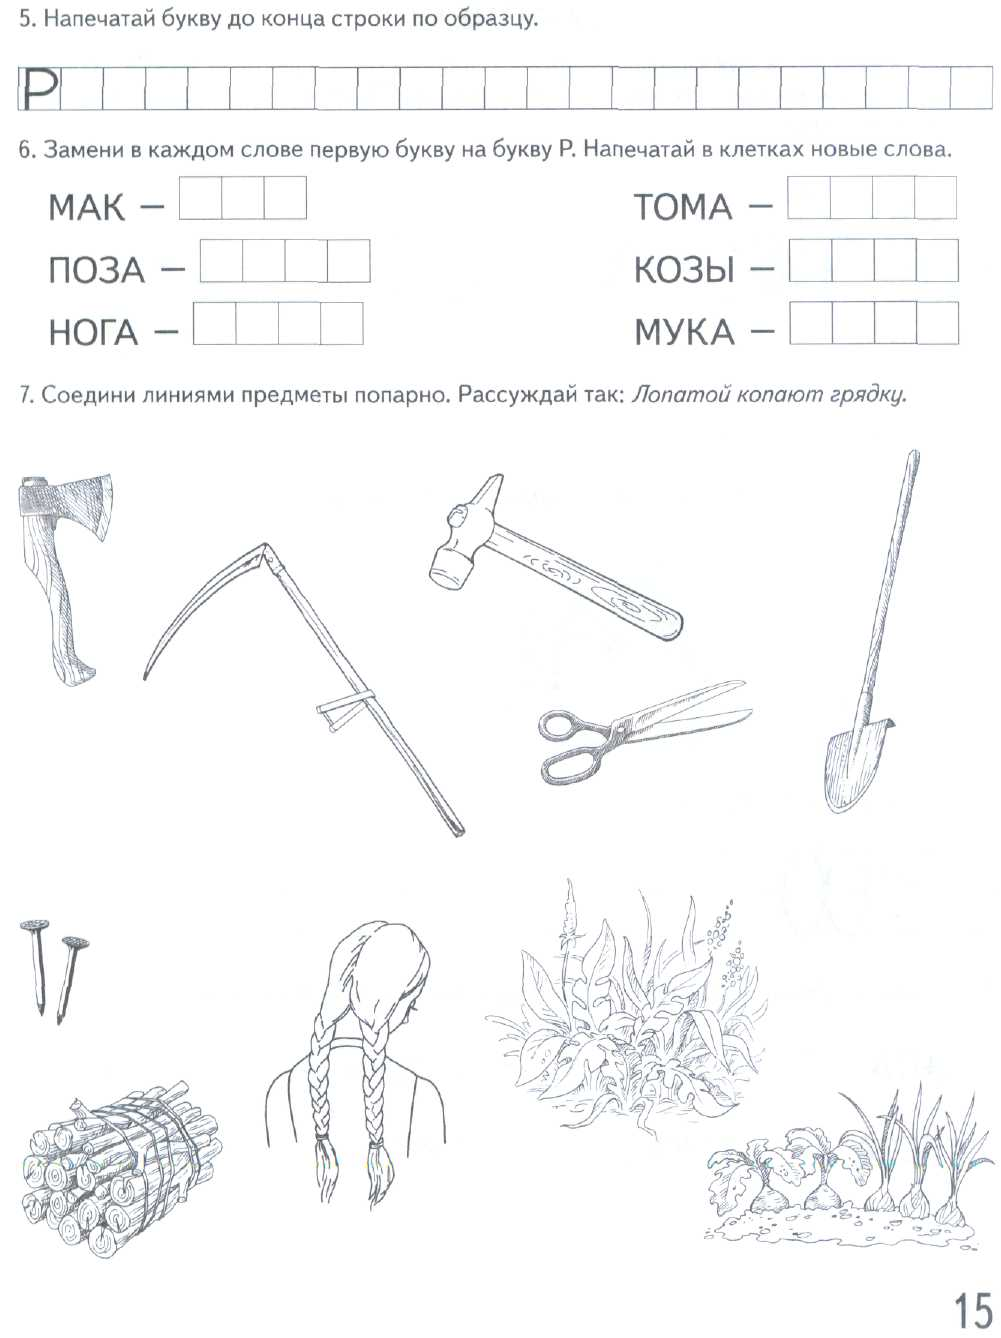 5. Напечатай букву до конца строки по образцу.
Р
6. Замени в каждом слове первую букву на букву Р. Напечатай в клетках новые слова.
МАК – ТОМА –
ПОЗА – КОЗЫ –
НОГА – МУКА –
7. Соедини линиями предметы попарно. Рассуждай так: Лопатой копают грядку.
15